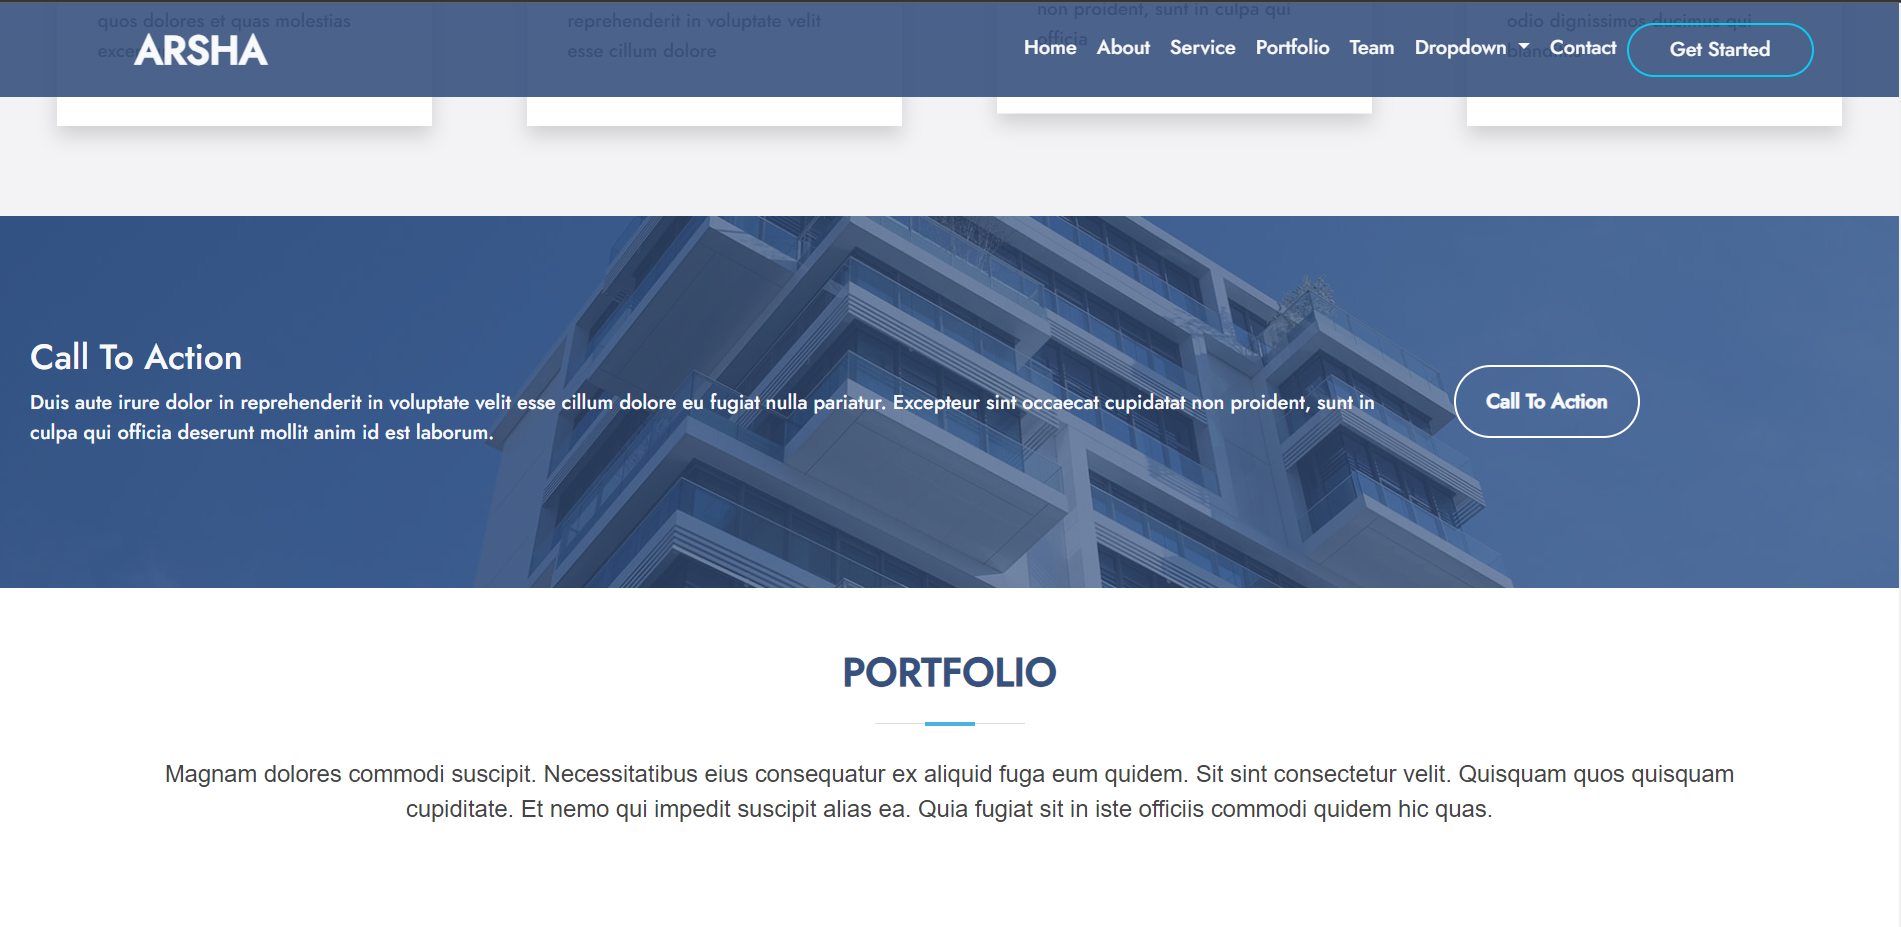 quos dolores et quas molestias
reprehenderit in voluptate velit
esse cillum dolore
non proident, sunt in culpa qui
officia
odio dignissimos ducimus qui
ARSHA
Home About Service Portfolio Team Dropdown Contact Get Started
Call To Action
Duis aute irure dolor in reprehenderit in voluptate velit esse cillum dolore eu fugiat nulla pariatur. Excepteur sint occaecat cupidatat non proident, sunt in
culpa qui officia deserunt mollit anim id est laborum.
Call To Action
PORTFOLIO
Magnam dolores commodi suscipit. Necessitatibus eius consequatur ex aliquid fuga eum quidem. Sit sint consectetur velit. Quisquam quos quisquam
cupiditate. Et nemo qui impedit suscipit alias ea. Quia fugiat sit in iste officiis commodi quidem hic quas.